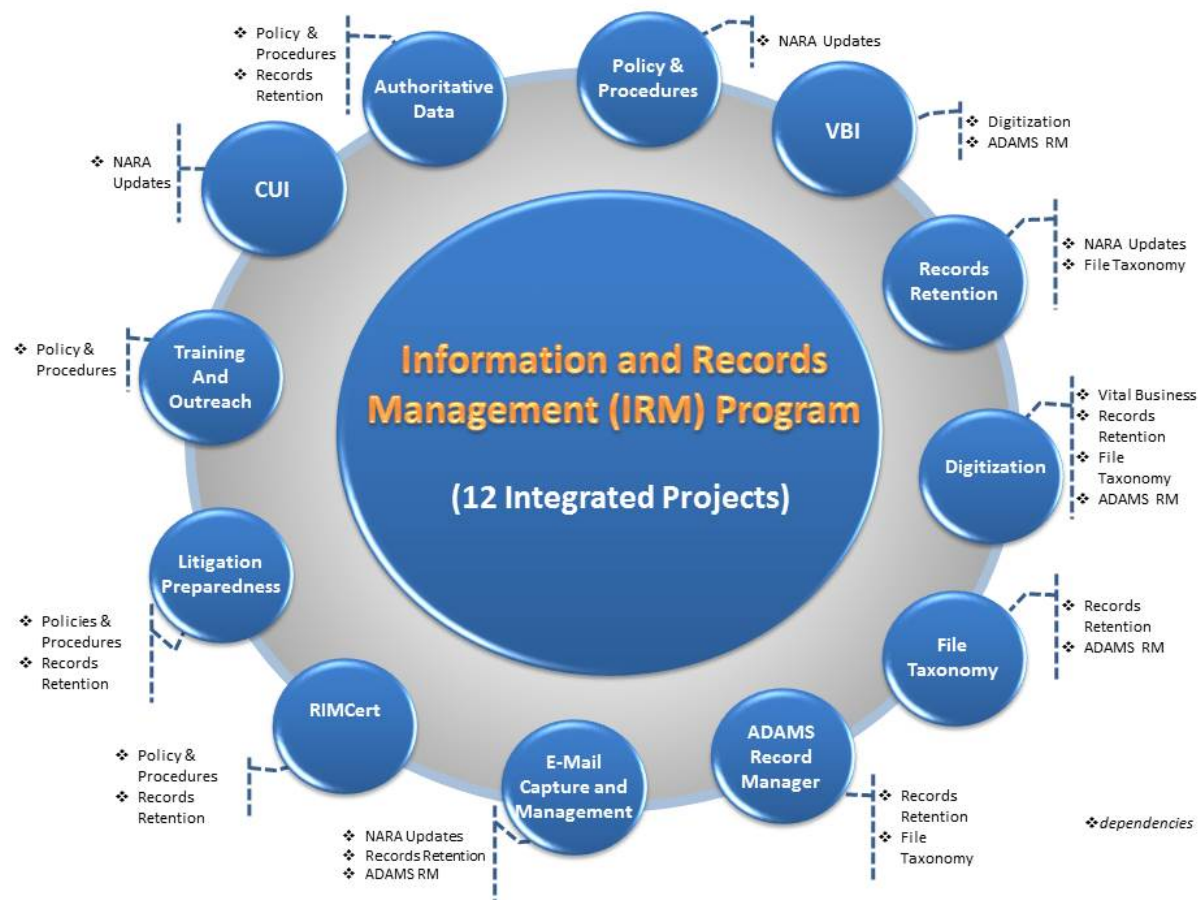 Information and Records
Management (IRM) Program
(12 Integrated Projects)
Policy &
Procedures
❖ NARA Updates
VBI
❖ Digitization
❖ ADAMS RM
Records
Retention
❖ NARA Updates
❖ File Taxonomy
Digitization
❖ Vital Business
❖ Records
Retention
❖ File
Taxonomy
❖ ADAMS RM
File
Taxonomy
❖ Records
Retention
❖ ADAMS RM
ADAMS
Record
Manager
❖ Records
Retention
❖ File
Taxonomy
E-Mail
Capture and
Management
❖ NARA Updates
❖ Records Retention
❖ ADAMS RM
RIMCert
❖ Policy &
Procedures
❖ Records
Retention
Litigation
Preparedness
❖ Policies &
Procedures
❖ Records
Retention
Training
And
Outreach
❖ Policy &
Procedures
CUI
❖ NARA
Updates
Authoritative
Data
❖ Policy &
Procedures
❖ Records
Retention
❖dependencies